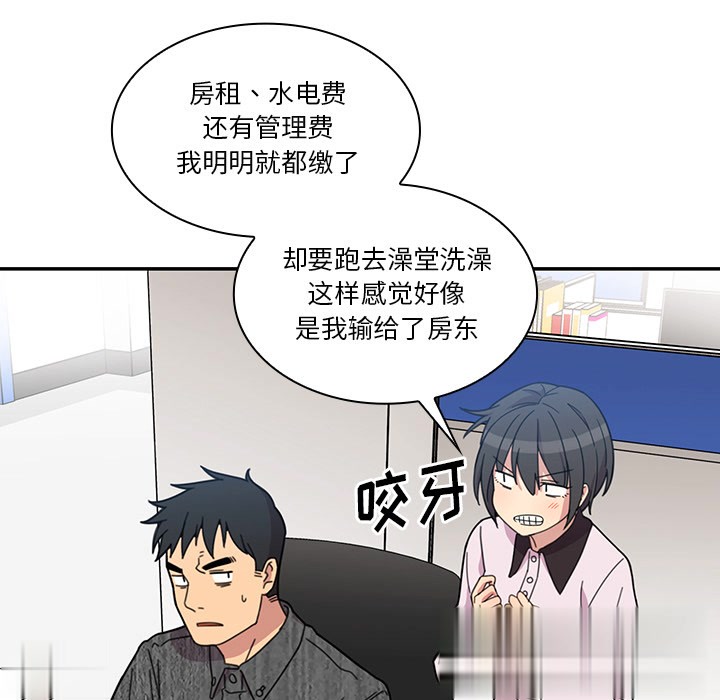 房租、水电费
还有管理费
我明明就都缴了
却要跑去澡堂洗澡
这样感觉好像
是我输给了房东
咬牙